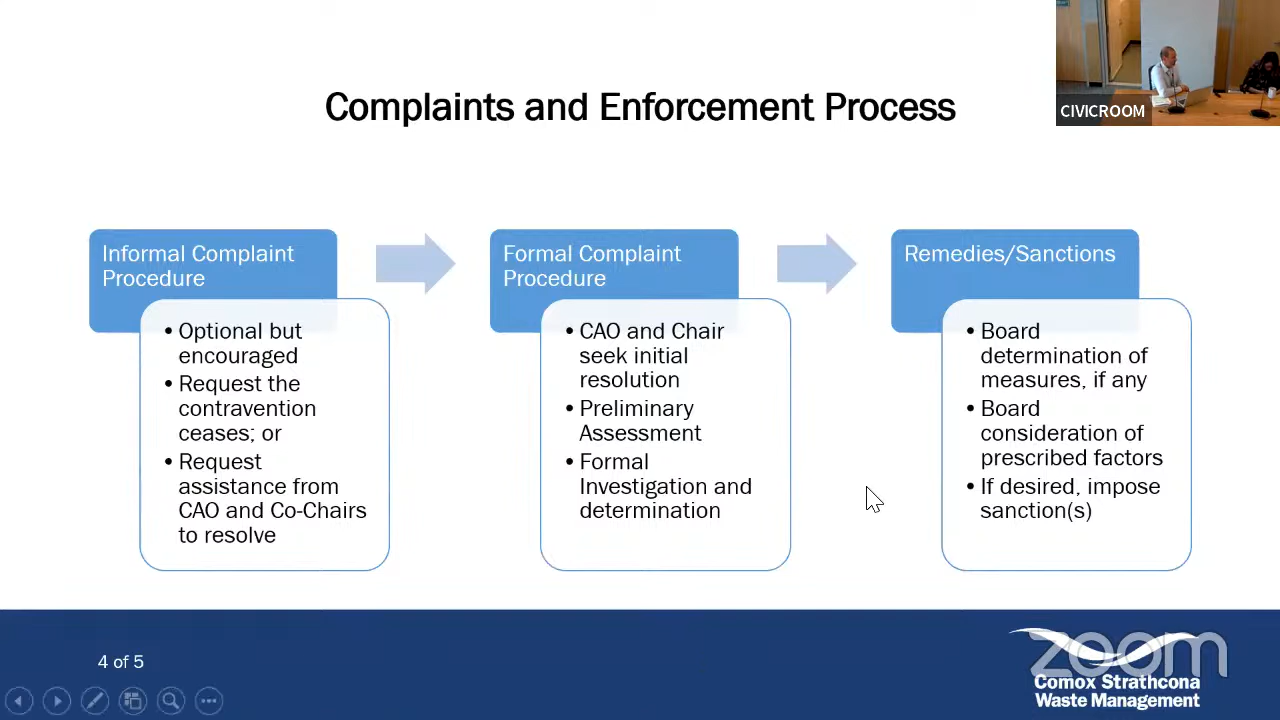 Complaints and Enforcement Process
CIVICROOM
Informal Complaint
Procedure
• Optional but
encouraged
• Request the
contravention
ceases; or
• Request
assistance from
CAO and Co-Chairs
to resolve
Formal Complaint
Procedure
• CAO and Chair
seek initial
resolution
• Preliminary
Assessment
• Formal
Investigation and
determination
Remedies/Sanctions
• Board
determination of
measures, if any
• Board
consideration of
prescribed factors
• If desired, impose
sanction(s)
4 of 5
zoom
Comox Strathcona
Waste Management